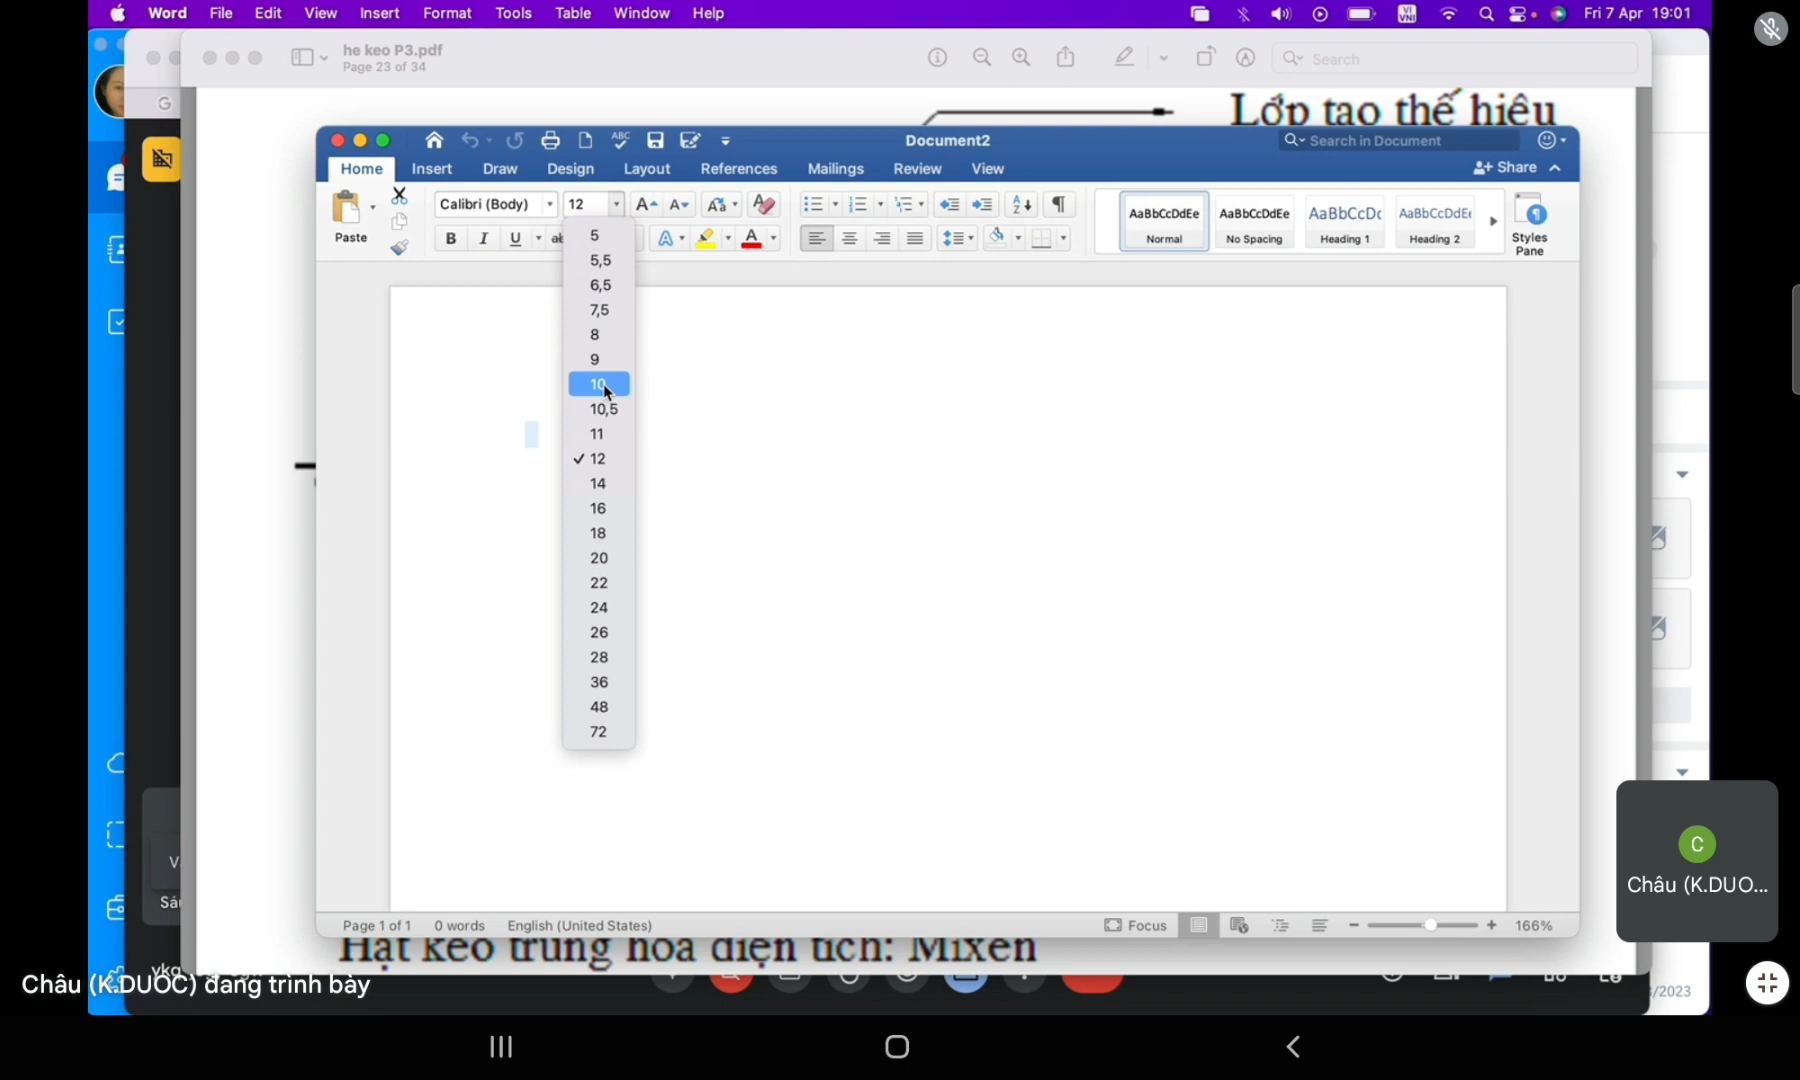 Word File Edit View Insert Format Tools Table Window Help
VI
VNI
Fri 7 Apr 19:01
he keo P3.pdf
Page 23 of 34
Search
G
Lớp tạo thế hiệu
ABC
Document2
Search in Document
Home Insert Draw Design Layout References Mailings Review View
Share
Paste
Calibri (Body)
12
AaBbCcDdEe
Normal
AaBbCcDdEe
No Spacing
AaBbCcDc
Heading 1
AaBbCcDdEe
Heading 2
Styles
Pane
B I U ab
5
5,5
6,5
7,5
8
9
10
10,5
11
12
14
16
18
20
22
24
26
28
36
48
72
V
Sá
C
Châu (K.DUO...
Page 1 of 1
0 words
English (United States)
Focus
166%
Hạt keo trung hòa điện tích: Mixen
Châu (K.DUOC) đang trình bày
/2023